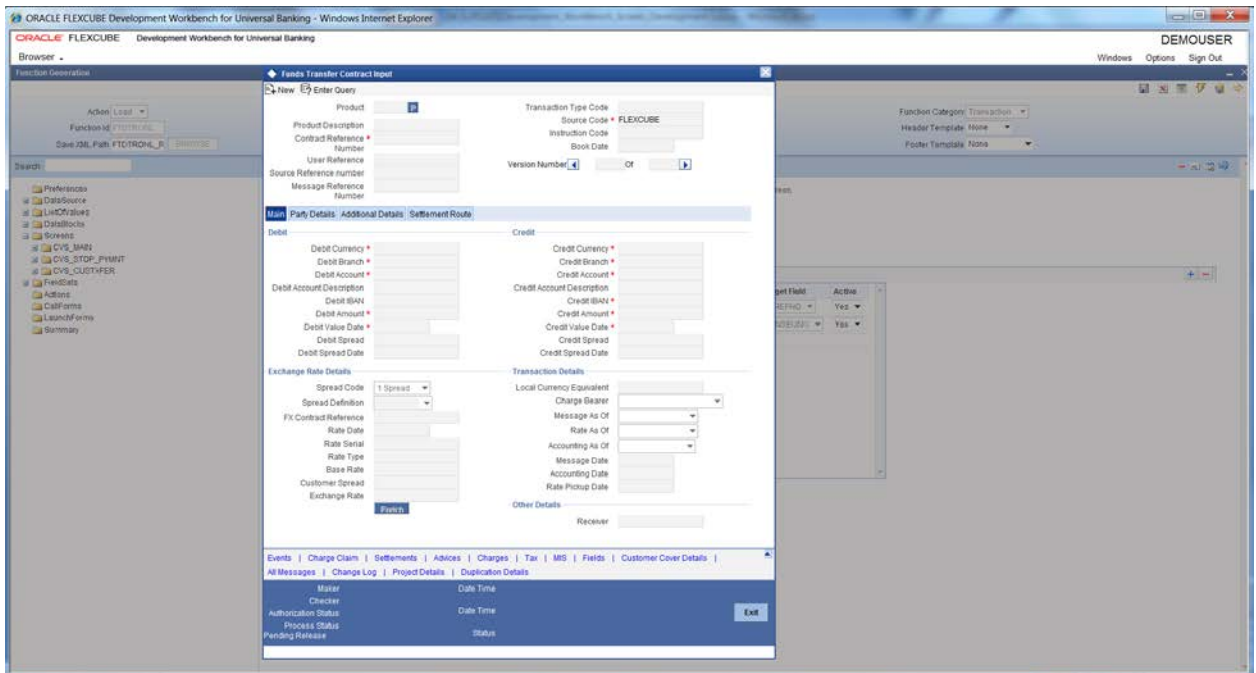 ORACLE FLEXCUBE Development Workbench for Universal Banking - Windows Internet Explorer
ORACLE FLEXCUBE Development Workbench for Universal Banking
DEMOUSER
Browser
Windows Options Sign Out
Function Generation
Funds Transfer Contract Input
New Enter Query
Action Load
Function Id FTDTRONL
Save XML Path FTDTRONL_R
Function Category Transaction
Header Template None
Footer Template None
Product P
Product Description
Contract Reference *
Number
User Reference
Source Reference number
Message Reference
Number
Transaction Type Code
Source Code * FLEXCUBE
Instruction Code
Book Date
Version Number Of
Search
Preferences
DataSource
ListOfValues
DataBlocks
Screens
CVS_MAIN
CVS_STOP_PYMNT
CVS_CUSTXFER
FieldSets
Actions
CallForms
LaunchForms
Summary
Main Party Details Additional Details Settlement Route
Debit
Debit Currency *
Debit Branch *
Debit Account *
Debit Account Description
Debit IBAN
Debit Amount *
Debit Value Date *
Debit Spread
Debit Spread Date
Credit
Credit Currency *
Credit Branch *
Credit Account *
Credit Account Description
Credit IBAN *
Credit Amount *
Credit Value Date *
Credit Spread
Credit Spread Date
get Field Active
Yes
Yes
Exchange Rate Details
Spread Code 1 Spread
Spread Definition
FX Contract Reference
Rate Date
Rate Serial
Rate Type
Base Rate
Customer Spread
Exchange Rate
Transaction Details
Local Currency Equivalent
Charge Bearer
Message As Of
Rate As Of
Accounting As Of
Message Date
Accounting Date
Rate Pickup Date
Other Details
Receiver
Events | Charge Claim | Settlements | Advices | Charges | Tax | MIS | Fields | Customer Cover Details |
All Messages | Change Log | Project Details | Duplication Details
Maker Date Time
Checker
Authorization Status Date Time
Process Status
Pending Release Status
Exit